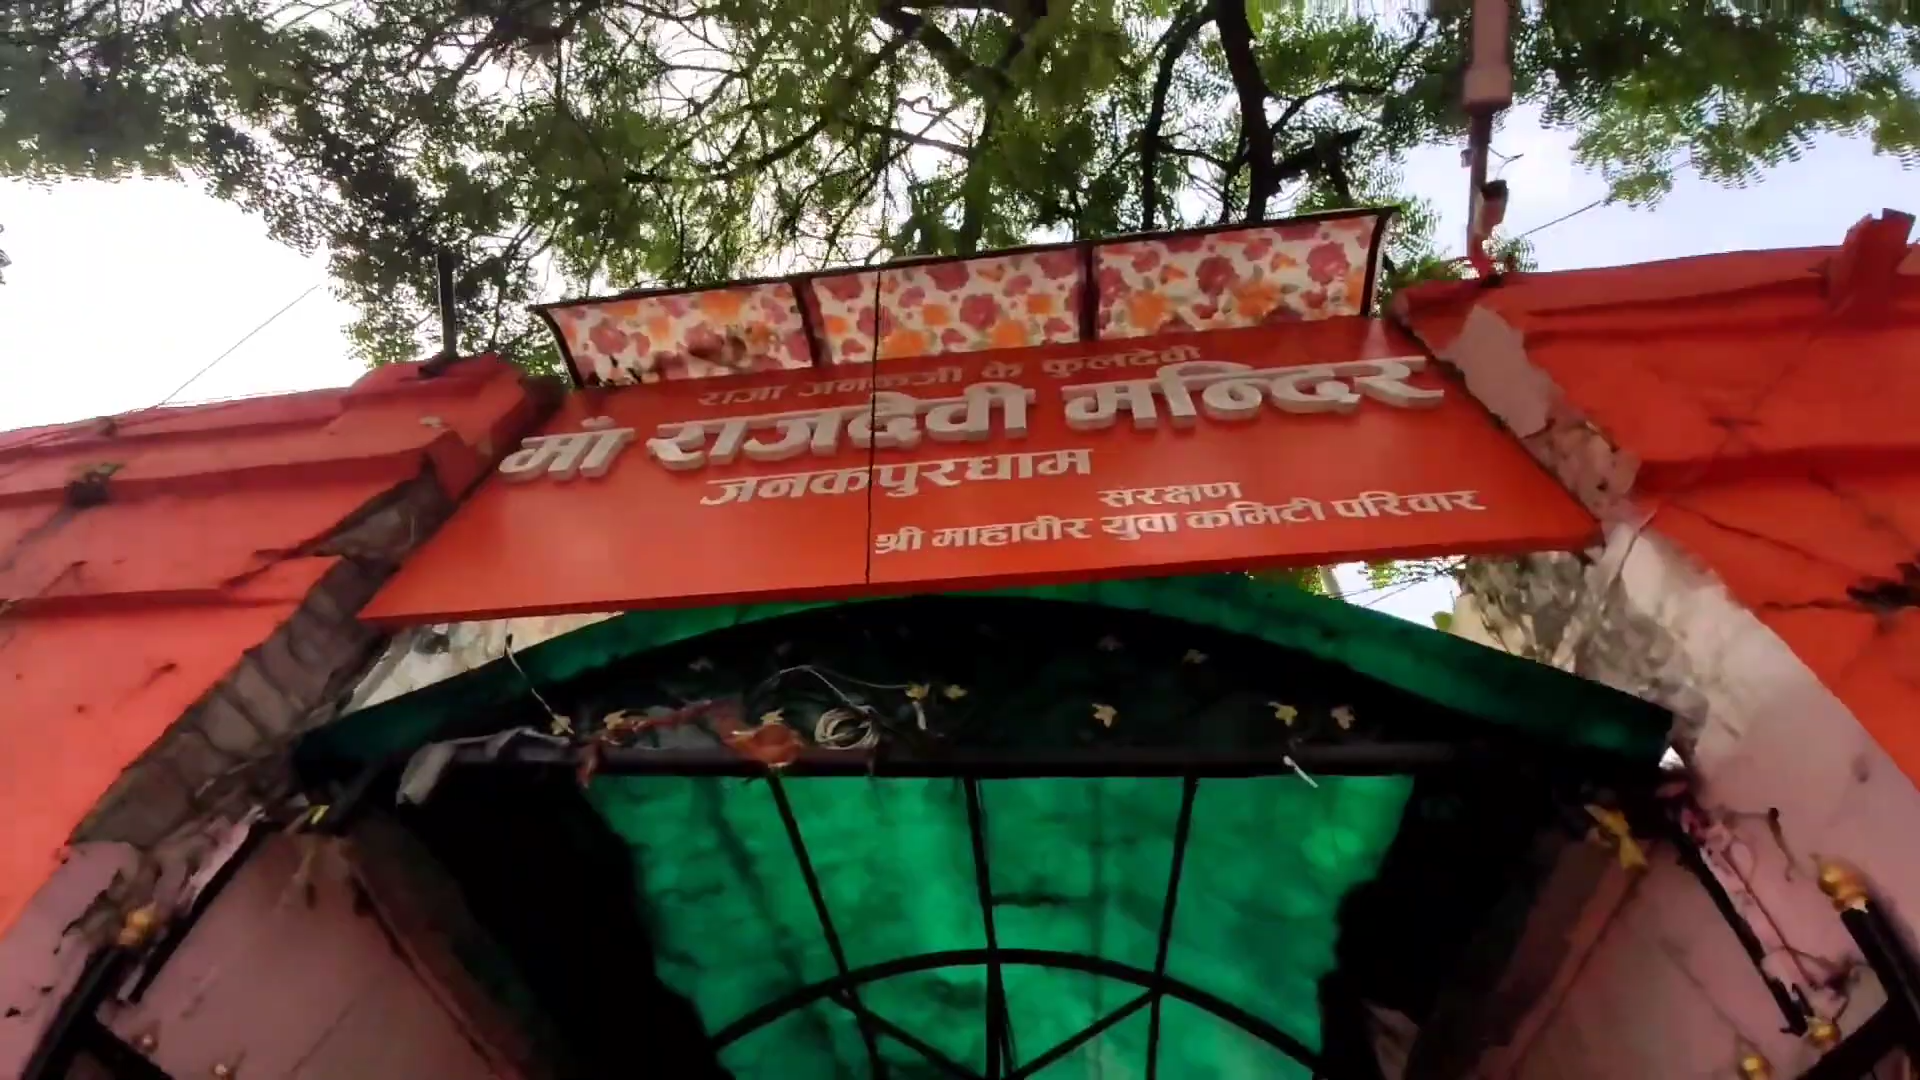 राजा जनकजी के कुलदेवी
माँ राजदेवी मन्दिर
जनकपुरधाम
संरक्षण
श्री माहावीर युवा कमिटी परिवार